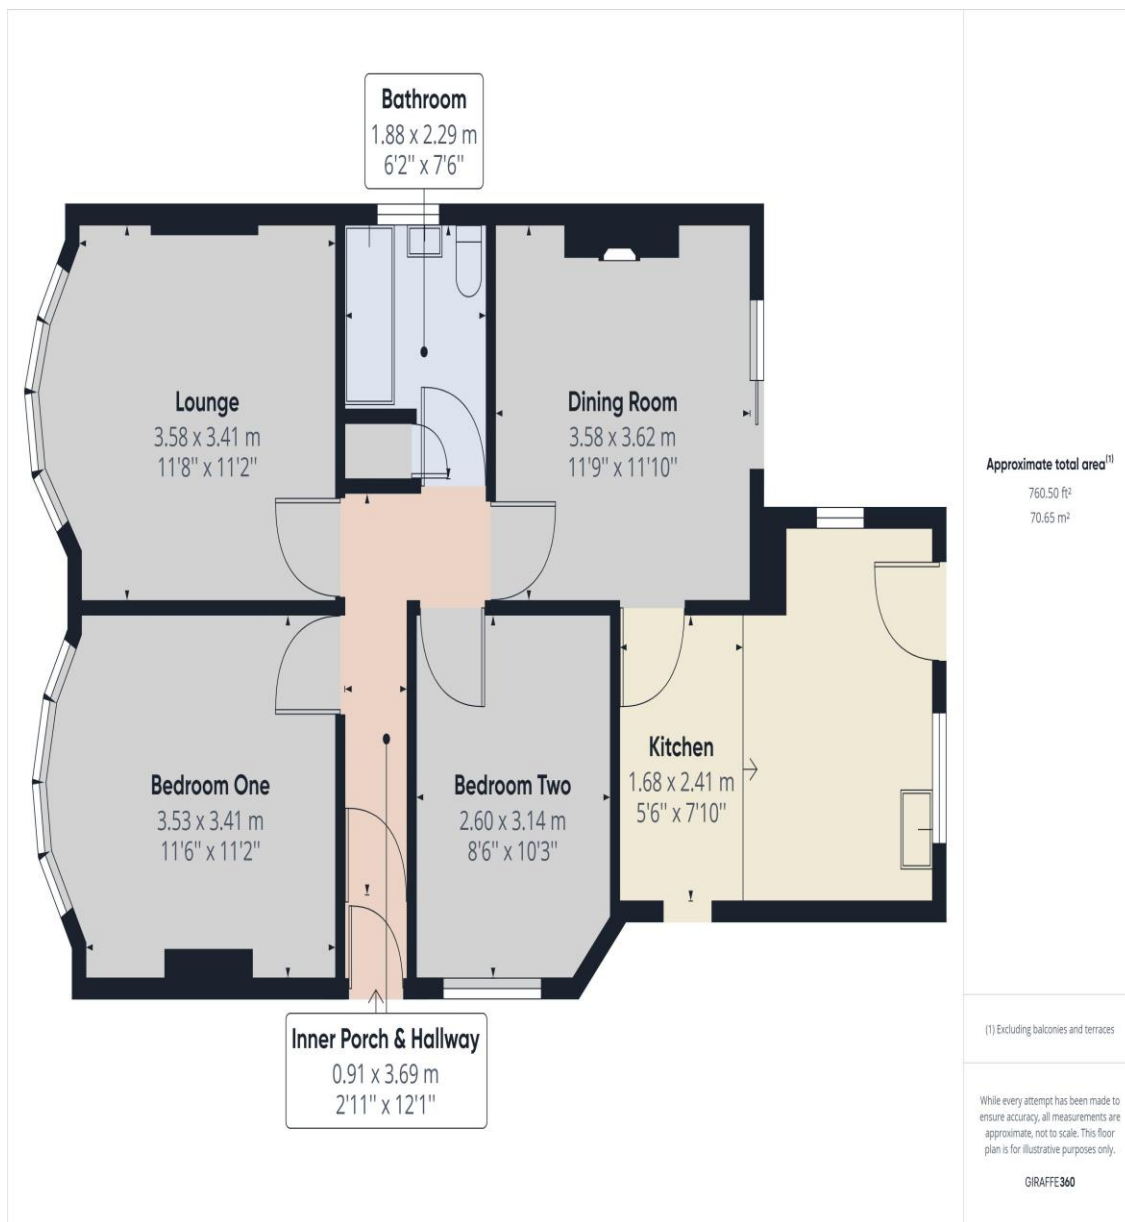 Bathroom
1.88 x 2.29 m
6'2" x 7'6"
Lounge
3.58 x 3.41 m
11'8" x 11'2"
Dining Room
3.58 x 3.62 m
11'9" x 11'10"
Bedroom One
3.53 x 3.41 m
11'6" x 11'2"
Bedroom Two
2.60 x 3.14 m
8'6" x 10'3"
Kitchen
1.68 x 2.41 m
5'6" x 7'10"
Inner Porch & Hallway
0.91 x 3.69 m
2'11" x 12'1"
Approximate total area(1)
760.50 ft²
70.65 m²
(1) Excluding balconies and terraces
While every attempt has been made to
ensure accuracy, all measurements are
approximate, not to scale. This floor
plan is for illustrative purposes only.
GIRAFFE360